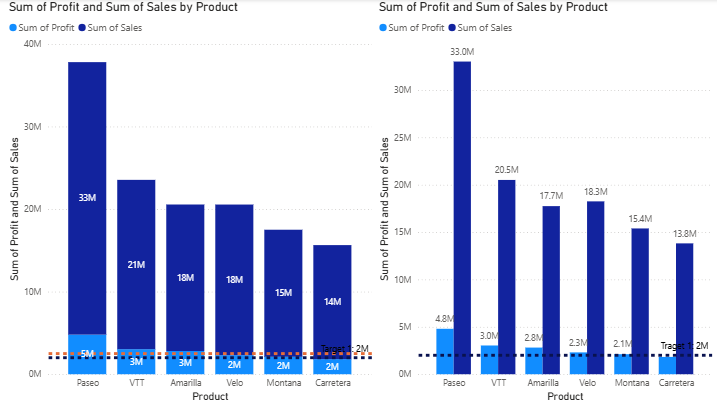 Sum of Profit and Sum of Sales by Product
Sum of Profit Sum of Sales
Sum of Profit and Sum of Sales
40M
30M
20M
10M
0M
33M
21M
18M
18M
15M
14M
5M
3M
3M
2M
2M
2M
Target 1: 2M
Paseo VTT Amarilla Velo Montana Carretera
Product
Sum of Profit and Sum of Sales by Product
Sum of Profit Sum of Sales
Sum of Profit and Sum of Sales
30M
25M
20M
15M
10M
5M
0M
33.0M
20.5M
17.7M
18.3M
15.4M
13.8M
4.8M
3.0M
2.8M
2.3M
2.1M
Traget 1: 2M
Paseo VTT Amarilla Velo Montana Carretera
Product